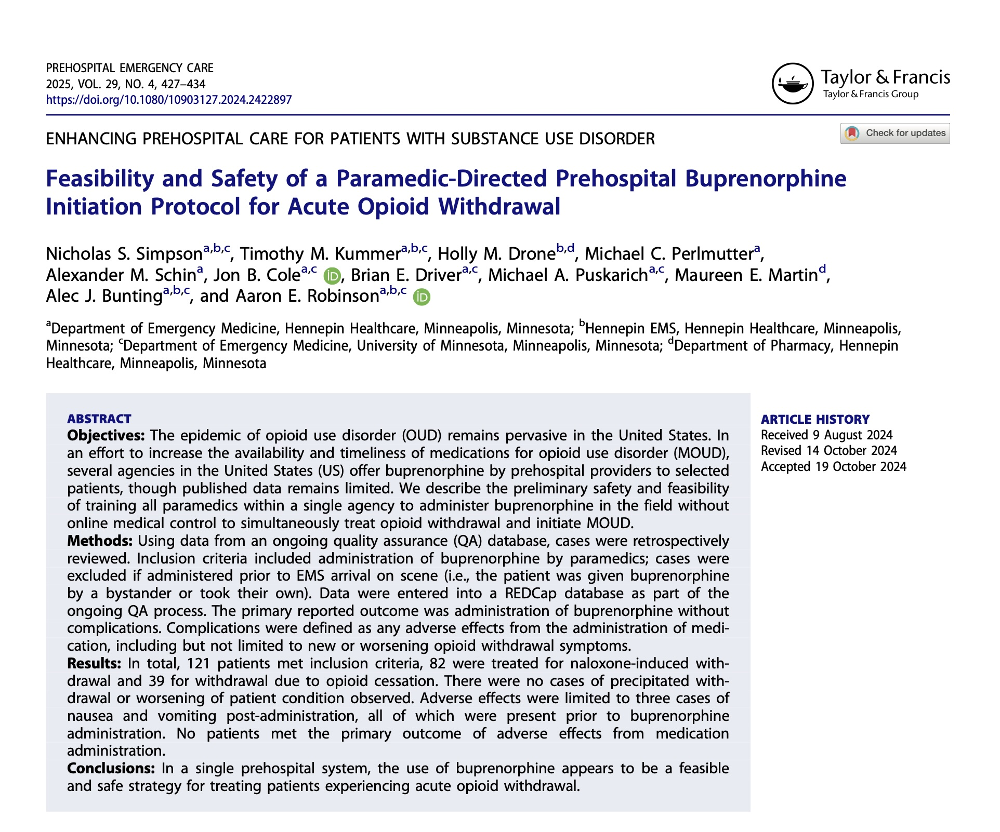 PREHOSPITAL EMERGENCY CARE
2025, VOL. 29, NO. 4, 427–434
https://doi.org/10.1080/10903127.2024.2422897
Taylor & Francis
Taylor & Francis Group
ENHANCING PREHOSPITAL CARE FOR PATIENTS WITH SUBSTANCE USE DISORDER
Check for updates
Feasibility and Safety of a Paramedic-Directed Prehospital Buprenorphine
Initiation Protocol for Acute Opioid Withdrawal
Nicholas S. Simpson^a,b,c, Timothy M. Kummer^a,b,c, Holly M. Drone^b,d, Michael C. Perlmutter^a,
Alexander M. Schin^a, Jon B. Cole^a,c iD, Brian E. Driver^a,c, Michael A. Puskarich^a,c, Maureen E. Martin^d,
Alec J. Bunting^a,b,c, and Aaron E. Robinson^a,b,c iD
^aDepartment of Emergency Medicine, Hennepin Healthcare, Minneapolis, Minnesota; ^bHennepin EMS, Hennepin Healthcare, Minneapolis,
Minnesota; ^cDepartment of Emergency Medicine, University of Minnesota, Minneapolis, Minnesota; ^dDepartment of Pharmacy, Hennepin
Healthcare, Minneapolis, Minnesota
ABSTRACT
Objectives: The epidemic of opioid use disorder (OUD) remains pervasive in the United States. In
an effort to increase the availability and timeliness of medications for opioid use disorder (MOUD),
several agencies in the United States (US) offer buprenorphine by prehospital providers to selected
patients, though published data remains limited. We describe the preliminary safety and feasibility
of training all paramedics within a single agency to administer buprenorphine in the field without
online medical control to simultaneously treat opioid withdrawal and initiate MOUD.
Methods: Using data from an ongoing quality assurance (QA) database, cases were retrospectively
reviewed. Inclusion criteria included administration of buprenorphine by paramedics; cases were
excluded if administered prior to EMS arrival on scene (i.e., the patient was given buprenorphine
by a bystander or took their own). Data were entered into a REDCap database as part of the
ongoing QA process. The primary reported outcome was administration of buprenorphine without
complications. Complications were defined as any adverse effects from the administration of medi-
cation, including but not limited to new or worsening opioid withdrawal symptoms.
Results: In total, 121 patients met inclusion criteria, 82 were treated for naloxone-induced with-
drawal and 39 for withdrawal due to opioid cessation. There were no cases of precipitated with-
drawal or worsening of patient condition observed. Adverse effects were limited to three cases of
nausea and vomiting post-administration, all of which were present prior to buprenorphine
administration. No patients met the primary outcome of adverse effects from medication
administration.
Conclusions: In a single prehospital system, the use of buprenorphine appears to be a feasible
and safe strategy for treating patients experiencing acute opioid withdrawal.
ARTICLE HISTORY
Received 9 August 2024
Revised 14 October 2024
Accepted 19 October 2024